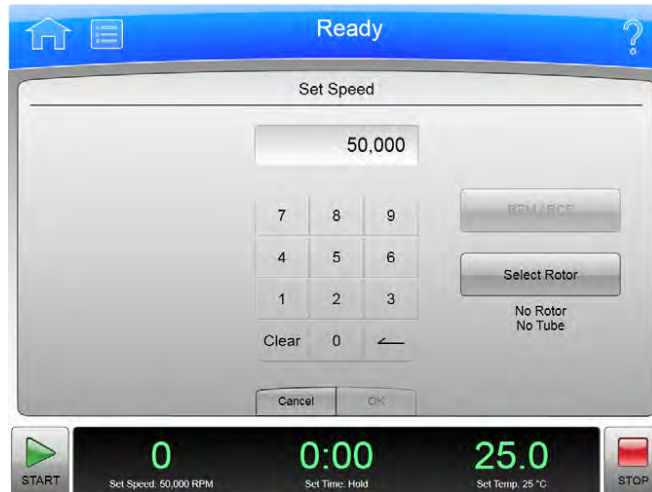 Ready
Set Speed
50,000
7 8 9
4 5 6
1 2 3
Clear 0
RPM / RCF
Select Rotor
No Rotor
No Tube
Cancel OK
START
0
Set Speed: 50,000 RPM
0:00
Set Time: Hold
25.0
Set Temp. 25 °C
STOP